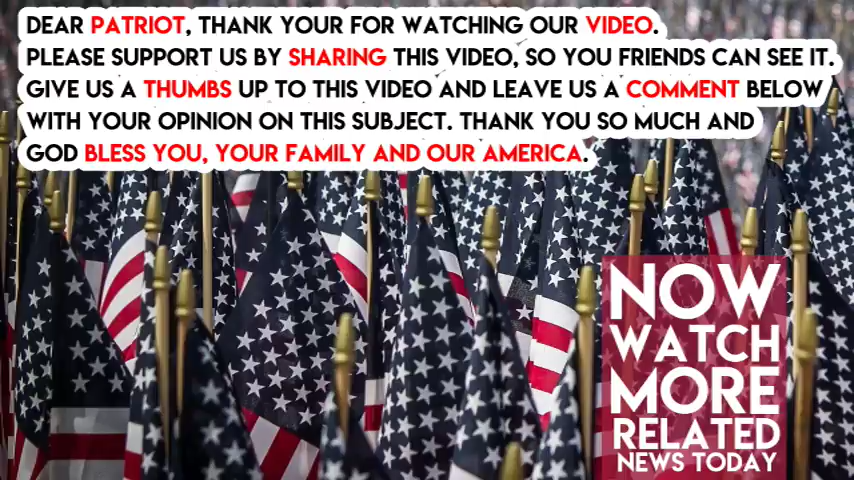 DEAR PATRIOT, THANK YOUR FOR WATCHING OUR VIDEO.
PLEASE SUPPORT US BY SHARING THIS VIDEO, SO YOU FRIENDS CAN SEE IT.
GIVE US A THUMBS UP TO THIS VIDEO AND LEAVE US A COMMENT BELOW
WITH YOUR OPINION ON THIS SUBJECT. THANK YOU SO MUCH AND
GOD BLESS YOU, YOUR FAMILY AND OUR AMERICA.
NOW
WATCH
MORE
RELATED
NEWS TODAY